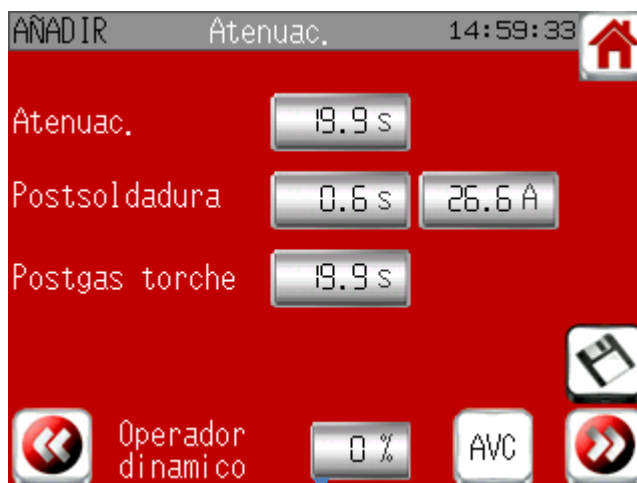 AÑADIR Atenuac. 14:59:33
Atenuac. 19.9 s
Postsoldadura 0.6 s 26.6 A
Postgas torche 19.9 s
Operador
dinamico 0 % AVC